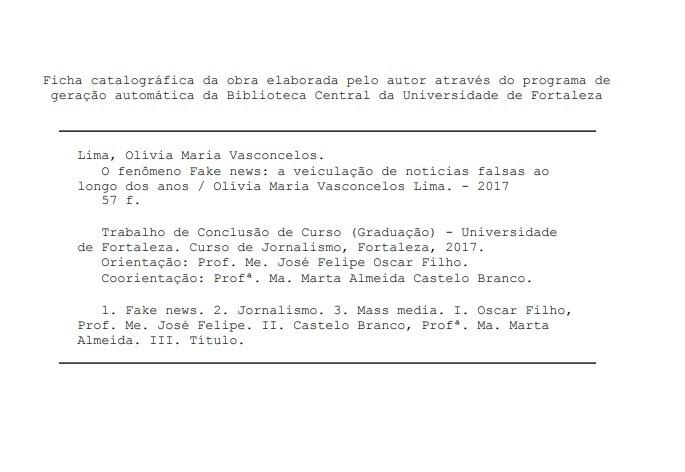 Ficha catalográfica da obra elaborada pelo autor através do programa de
geração automática da Biblioteca Central da Universidade de Fortaleza
Lima, Olívia Maria Vasconcelos.
O fenômeno Fake news: a veiculação de notícias falsas ao
longo dos anos / Olívia Maria Vasconcelos Lima. - 2017
57 f.
Trabalho de Conclusão de Curso (Graduação) - Universidade
de Fortaleza. Curso de Jornalismo, Fortaleza, 2017.
Orientação: Prof. Me. José Felipe Oscar Filho.
Coorientação: Profª. Ma. Marta Almeida Castelo Branco.
1. Fake news. 2. Jornalismo. 3. Mass media. I. Oscar Filho,
Prof. Me. José Felipe. II. Castelo Branco, Profª. Ma. Marta
Almeida. III. Título.